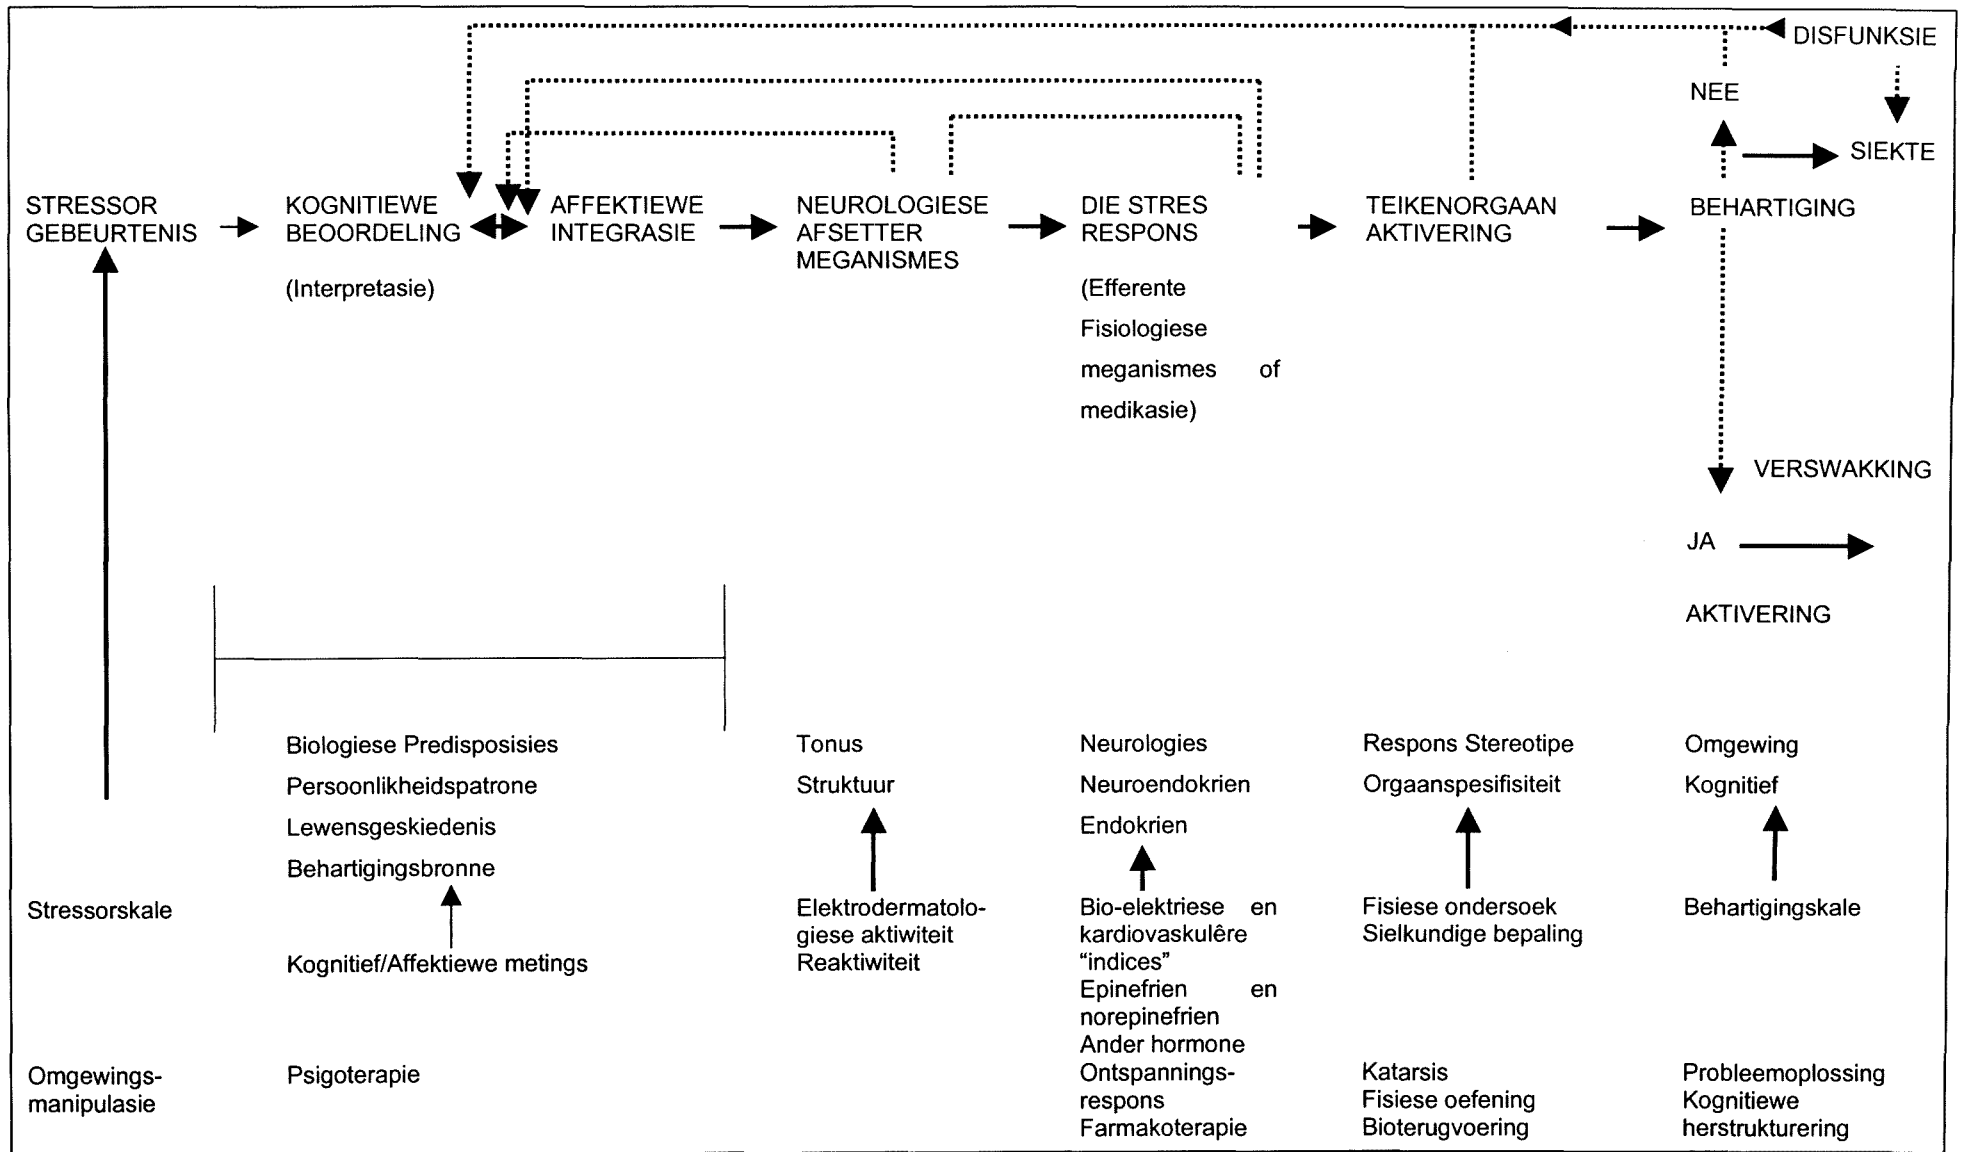 DISFUNKSIE
NEE
SIEKTE
STRESSOR
GEBEURTENIS
KOGNITIEWE
BEOORDELING
(Interpretasie)
AFFEKTIEWE
INTEGRASIE
NEUROLOGIESE
AFSETTER
MEGANISMES
DIE STRES
RESPONS
(Efferente
Fisiologiese
meganismes of
medikasie)
TEIKENORGAAN
AKTIVERING
BEHARTIGING
VERSWAKKING
JA
AKTIVERING
Biologiese Predisposisies
Persoonlikheidspatrone
Lewensgeskiedenis
Behartigingsbronne
Tonus
Struktuur
Neurologies
Neuroendokrien
Endokrien
Respons Stereotipe
Orgaanspesifisiteit
Omgewing
Kognitief
Stressorskale
Kognitief/Affektiewe metings
Elektrodermatolo-
giese aktiwiteit
Reaktiwiteit
Bio-elektriese en
kardiovaskulêre
“indices”
Epinefrien en
norepinefrien
Ander hormone
Fisiese ondersoek
Sielkundige bepaling
Behartigingskale
Omgewings-
manipulasie
Psigoterapie
Ontspannings-
respons
Farmakoterapie
Katarsis
Fisiese oefening
Bioterugvoering
Probleemoplossing
Kognitiewe
herstrukturering